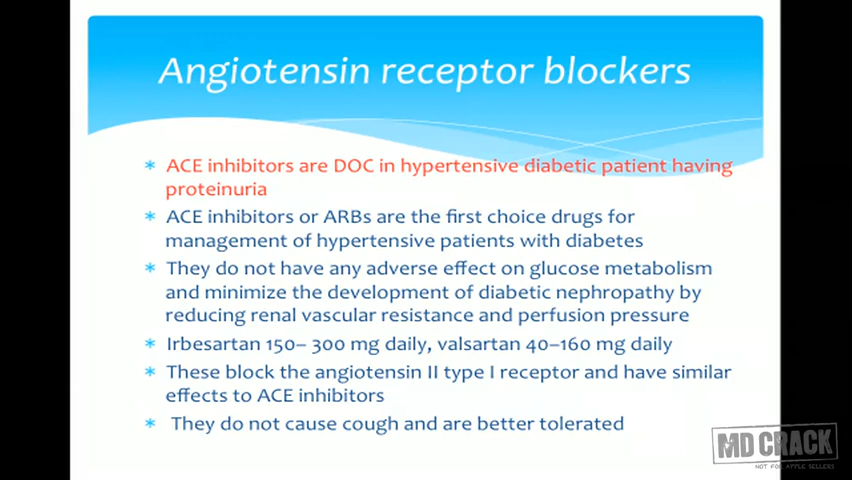 Angiotensin receptor blockers
* ACE inhibitors are DOC in hypertensive diabetic patient having
proteinuria
* ACE inhibitors or ARBs are the first choice drugs for
management of hypertensive patients with diabetes
* They do not have any adverse effect on glucose metabolism
and minimize the development of diabetic nephropathy by
reducing renal vascular resistance and perfusion pressure
* Irbesartan 150– 300 mg daily, valsartan 40–160 mg daily
* These block the angiotensin II type I receptor and have similar
effects to ACE inhibitors
* They do not cause cough and are better tolerated
MD CRACK
NOT FOR APPLE SELLERS